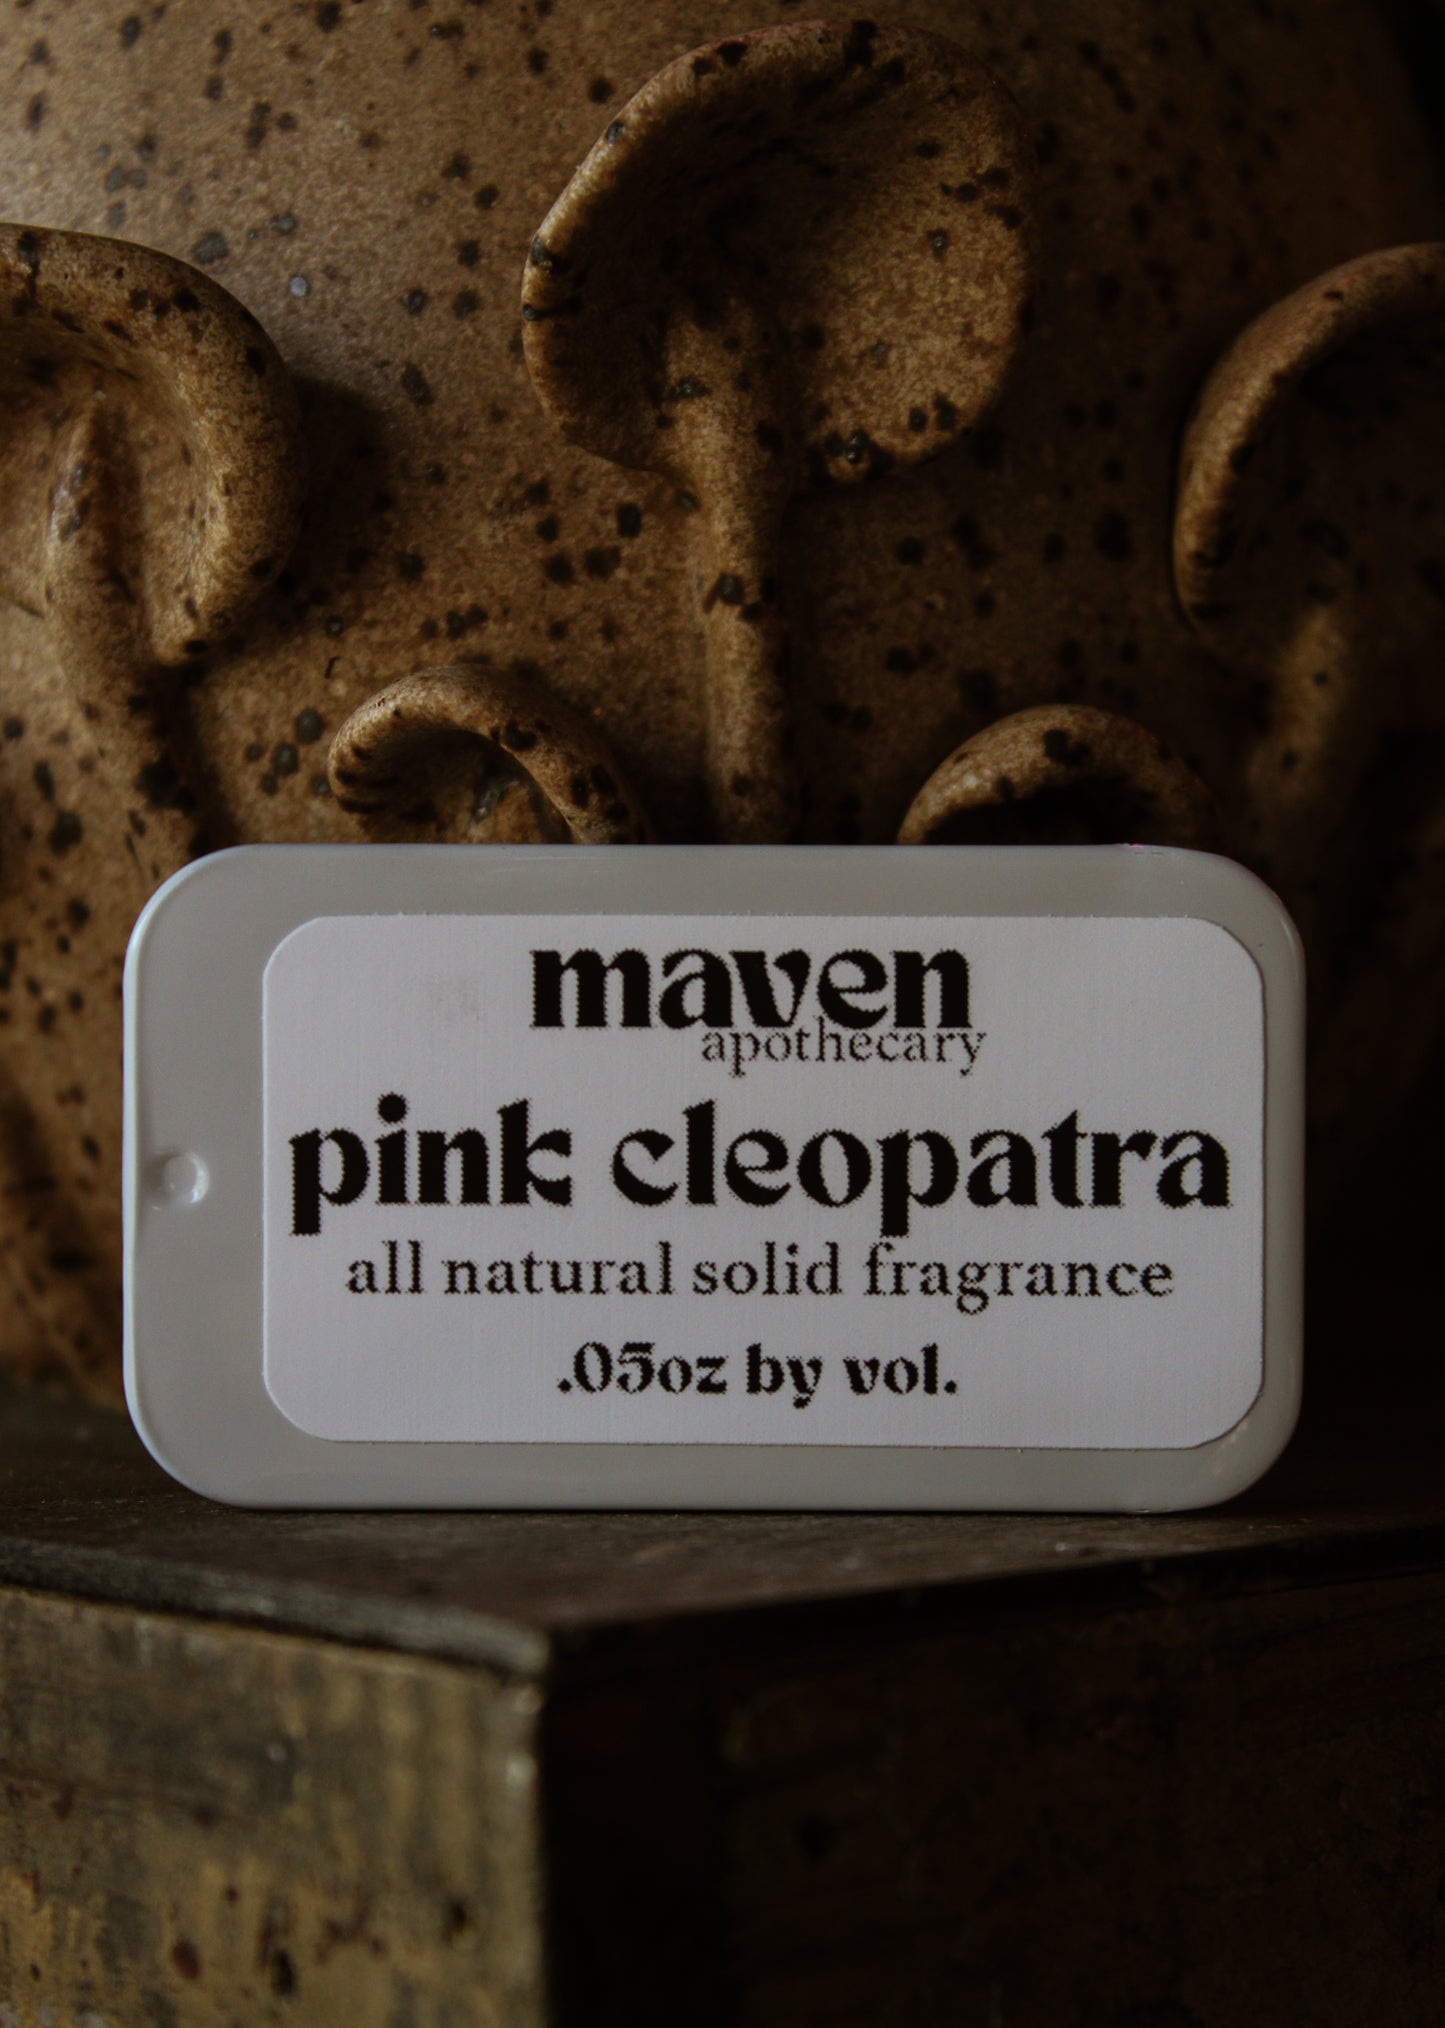 maven
apothecary
pink cleopatra
all natural solid fragrance
.05oz by vol.